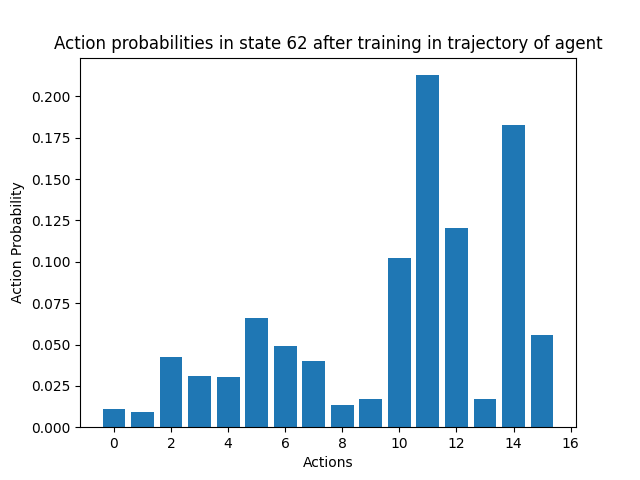 Action probabilities in state 62 after training in trajectory of agent
0.200
0.175
0.150
0.125
0.100
0.075
0.050
0.025
0.000
Action Probability
0 2 4 6 8 10 12 14 16
Actions